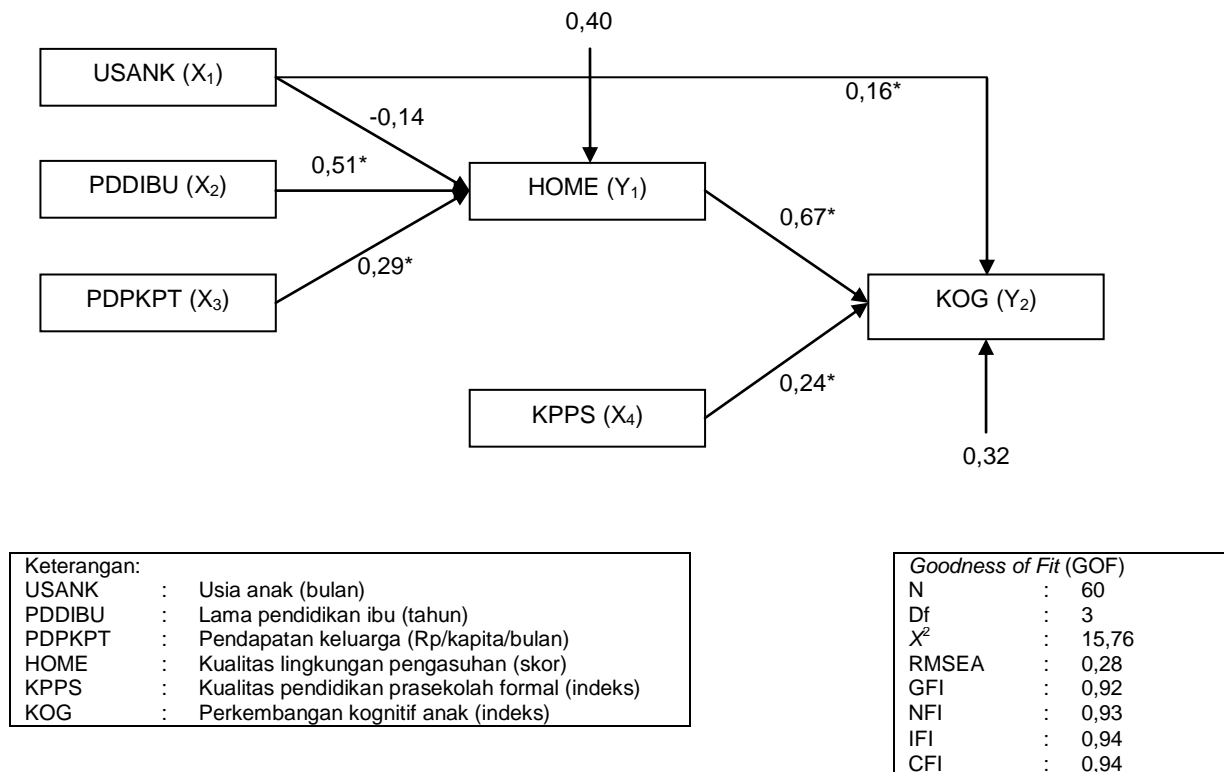 0,40
USANK (X₁)
0,16*
-0,14
0,51*
PDDIBU (X₂)
HOME (Y₁)
0,67*
0,29*
PDPKPT (X₃)
KOG (Y₂)
0,24*
KPPS (X₄)
0,32
Keterangan:
USANK : Usia anak (bulan)
PDDIBU : Lama pendidikan ibu (tahun)
PDPKPT : Pendapatan keluarga (Rp/kapita/bulan)
HOME : Kualitas lingkungan pengasuhan (skor)
KPPS : Kualitas pendidikan prasekolah formal (indeks)
KOG : Perkembangan kognitif anak (indeks)
Goodness of Fit (GOF)
N : 60
Df : 3
X² : 15,76
RMSEA : 0,28
GFI : 0,92
NFI : 0,93
IFI : 0,94
CFI : 0,94